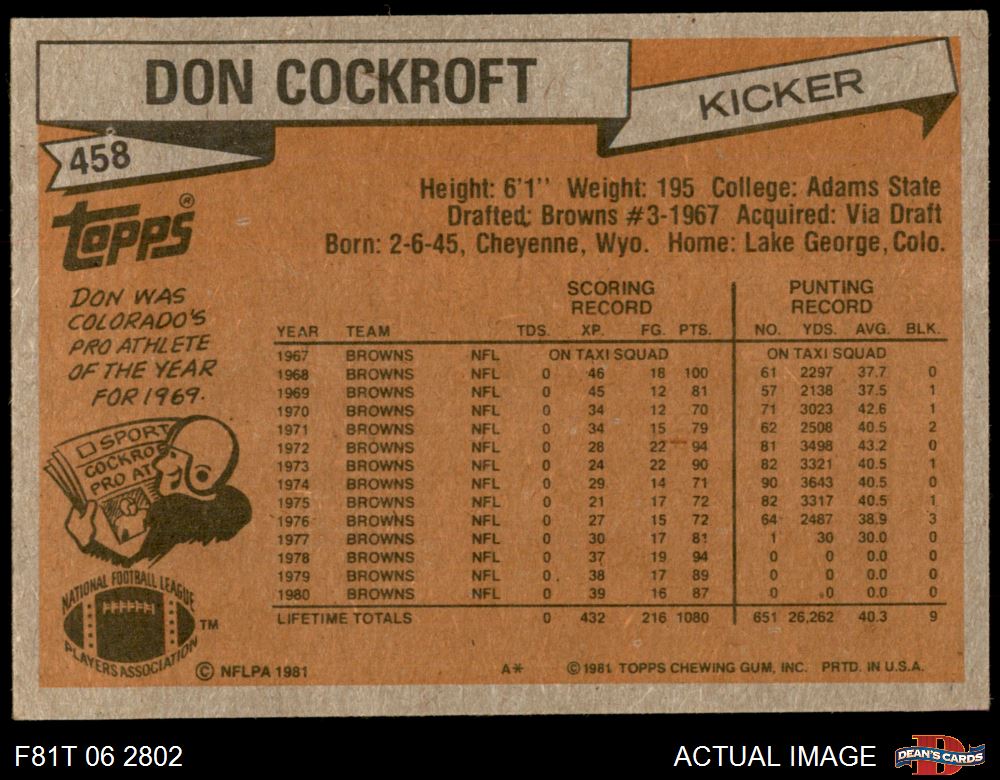 DON COCKROFT
KICKER
458
Topps®
Height: 6'1'' Weight: 195 College: Adams State
Drafted: Browns #3-1967 Acquired: Via Draft
Born: 2-6-45, Cheyenne, Wyo. Home: Lake George, Colo.
DON WAS
COLORADO'S
PRO ATHLETE
OF THE YEAR
FOR 1969.
SPORT
COCKRO
PRO AT
SCORING RECORD PUNTING RECORD
YEAR TEAM TDS. XP. FG. PTS. NO. YDS. AVG. BLK.
1967 BROWNS NFL ON TAXI SQUAD ON TAXI SQUAD
1968 BROWNS NFL 0 46 18 100 61 2297 37.7 0
1969 BROWNS NFL 0 45 12 81 57 2138 37.5 1
1970 BROWNS NFL 0 34 12 70 71 3023 42.6 1
1971 BROWNS NFL 0 34 15 79 62 2508 40.5 2
1972 BROWNS NFL 0 28 22 94 81 3498 43.2 0
1973 BROWNS NFL 0 24 22 90 82 3321 40.5 1
1974 BROWNS NFL 0 29 14 71 90 3643 40.5 0
1975 BROWNS NFL 0 21 17 72 82 3317 40.5 1
1976 BROWNS NFL 0 27 15 72 64 2487 38.9 3
1977 BROWNS NFL 0 30 17 81 1 30 30.0 0
1978 BROWNS NFL 0 37 19 94 0 0 0.0 0
1979 BROWNS NFL 0 38 17 89 0 0 0.0 0
1980 BROWNS NFL 0 39 16 87 0 0 0.0 0
LIFETIME TOTALS 0 432 216 1080 651 26,262 40.3 9
NATIONAL FOOTBALL LEAGUE
PLAYERS ASSOCIATION
TM
© NFLPA 1981
A*
© 1981 TOPPS CHEWING GUM, INC. PRTD. IN U.S.A.
F81T 06 2802
ACTUAL IMAGE
D
DEAN'S CARDS